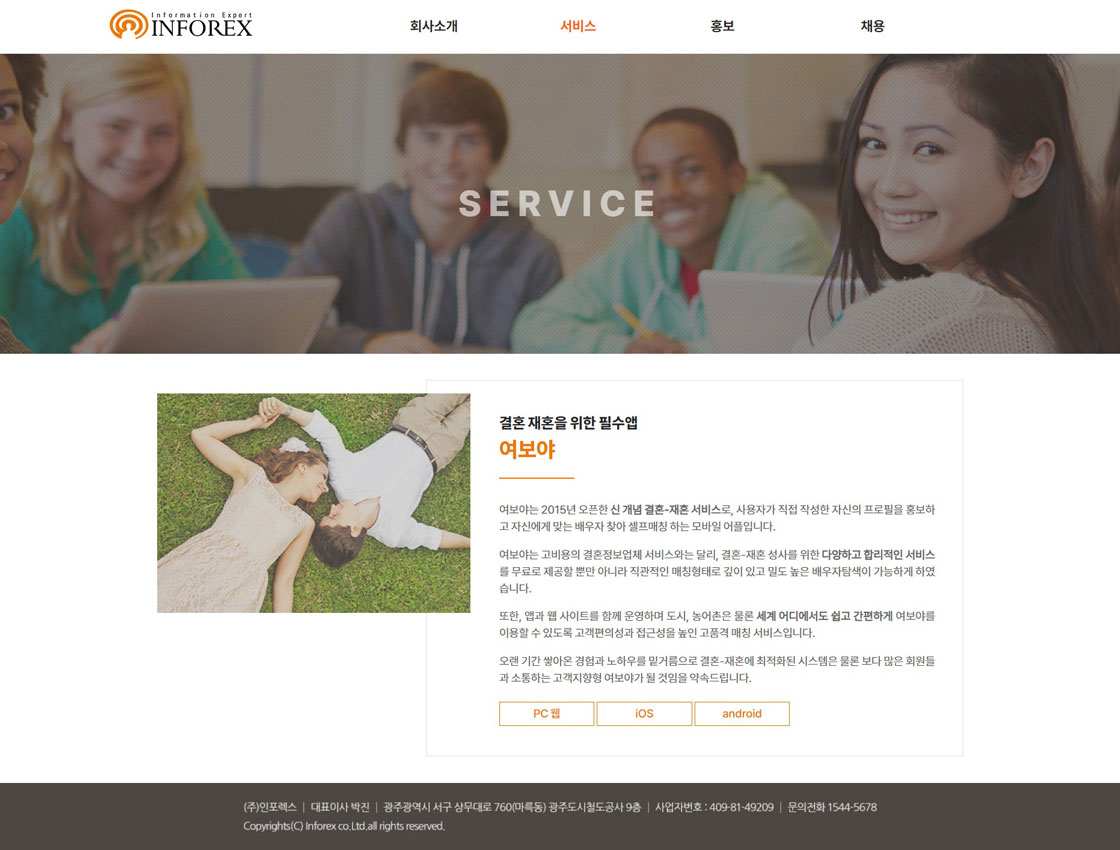 Information Expert
INFOREX
회사소개
서비스
홍보
채용
SERVICE
결혼 재혼을 위한 필수앱
여보야
여보야는 2015년 오픈한 신 개념 결혼-재혼 서비스로, 사용자가 직접 작성한 자신의 프로필을 홍보하
고 자신에게 맞는 배우자 찾아 셀프매칭 하는 모바일 어플입니다.
여보야는 고비용의 결혼정보업체 서비스와는 달리, 결혼-재혼 성사를 위한 다양하고 합리적인 서비스
를 무료로 제공할 뿐만 아니라 직관적인 매칭형태로 깊이 있고 밀도 높은 배우자탐색이 가능하게 하였
습니다.
또한, 앱과 웹 사이트를 함께 운영하며 도시, 농어촌은 물론 세계 어디에서도 쉽고 간편하게 여보야를
이용할 수 있도록 고객편의성과 접근성을 높인 고품격 매칭 서비스입니다.
오랜 기간 쌓아온 경험과 노하우를 밑거름으로 결혼-재혼에 최적화된 시스템은 물론 보다 많은 회원들
과 소통하는 고객지향형 여보야가 될 것임을 약속드립니다.
PC 웹
iOS
android
(주)인포렉스 | 대표이사 박진 | 광주광역시 서구 상무대로 760(마륵동) 광주도시철도공사 9층 | 사업자번호 : 409-81-49209 | 문의전화 1544-5678
Copyrights(C) Inforex co.Ltd.all rights reserved.